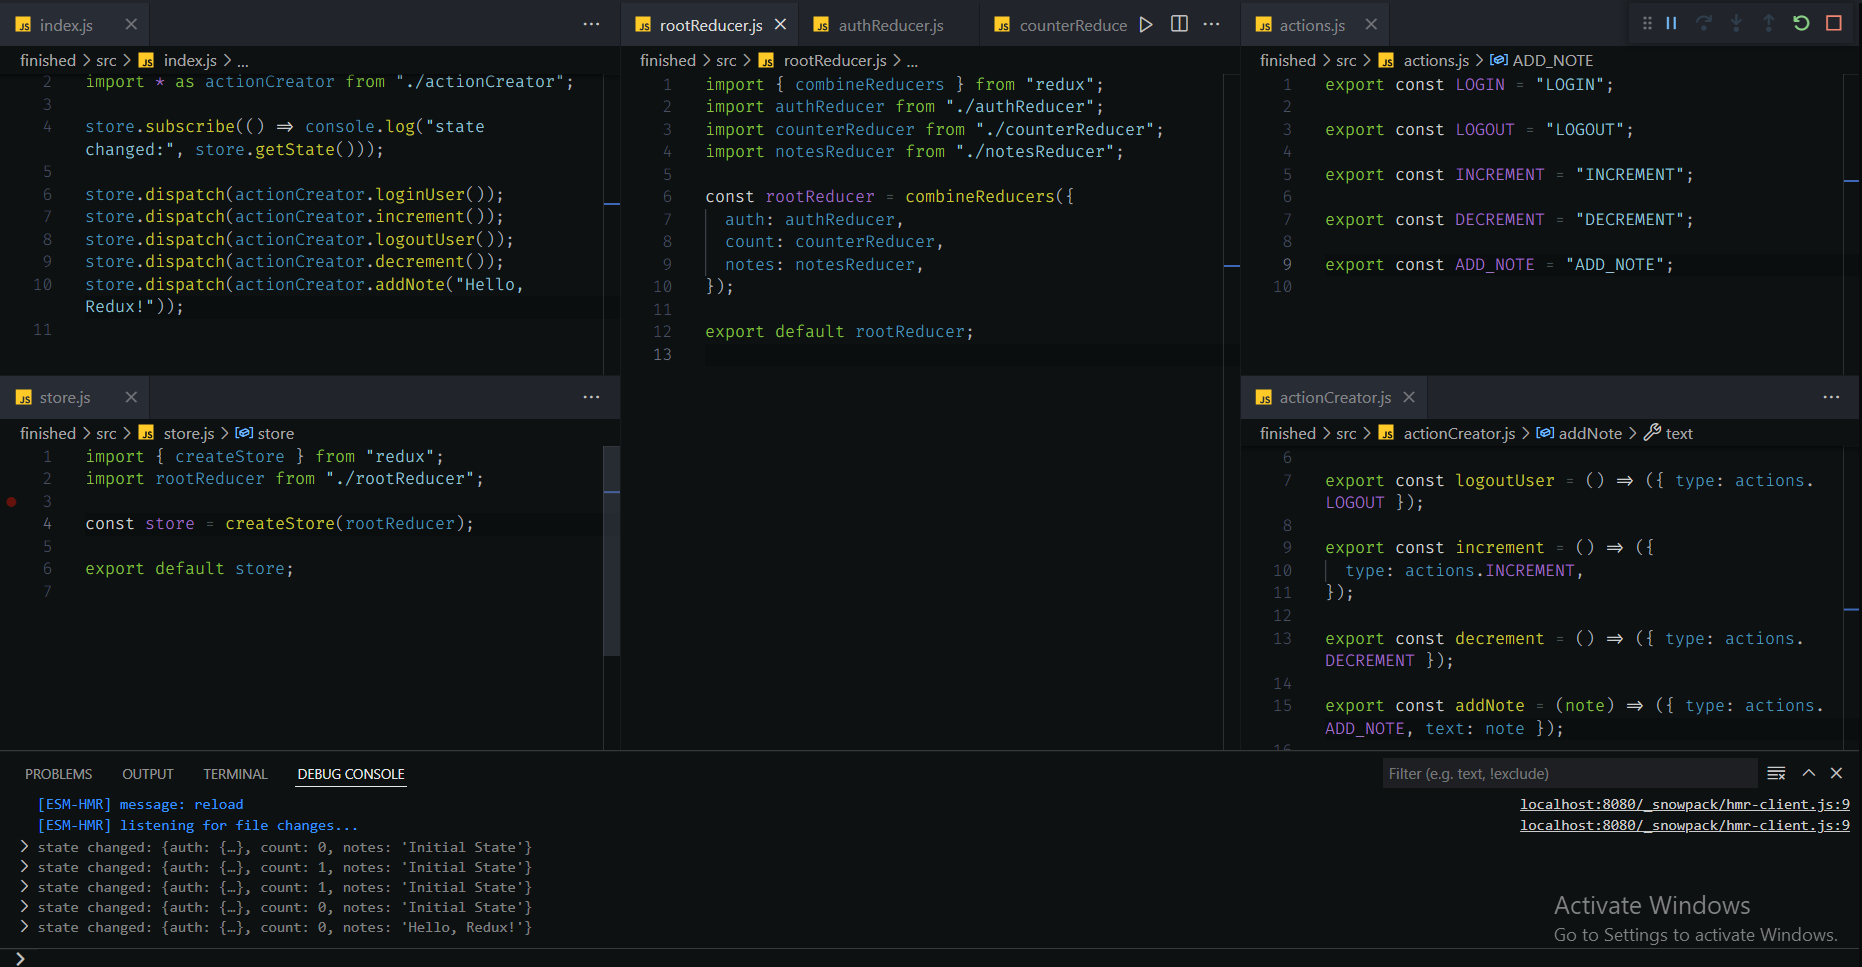 index.js
finished > src > index.js > ...
2 import * as actionCreator from "./actionCreator";
3
4 store.subscribe(() => console.log("state
changed:", store.getState()));
5
6 store.dispatch(actionCreator.loginUser());
7 store.dispatch(actionCreator.increment());
8 store.dispatch(actionCreator.logoutUser());
9 store.dispatch(actionCreator.decrement());
10 store.dispatch(actionCreator.addNote("Hello,
Redux!"));
11
store.js
finished > src > store.js > store
1 import { createStore } from "redux";
2 import rootReducer from "./rootReducer";
3
4 const store = createStore(rootReducer);
5
6 export default store;
7
rootReducer.js authReducer.js counterReduce
finished > src > rootReducer.js > ...
1 import { combineReducers } from "redux";
2 import authReducer from "./authReducer";
3 import counterReducer from "./counterReducer";
4 import notesReducer from "./notesReducer";
5
6 const rootReducer = combineReducers({
7 auth: authReducer,
8 count: counterReducer,
9 notes: notesReducer,
10 });
11
12 export default rootReducer;
13
actions.js
finished > src > actions.js > ADD_NOTE
1 export const LOGIN = "LOGIN";
2
3 export const LOGOUT = "LOGOUT";
4
5 export const INCREMENT = "INCREMENT";
6
7 export const DECREMENT = "DECREMENT";
8
9 export const ADD_NOTE = "ADD_NOTE";
10
actionCreator.js
finished > src > actionCreator.js > addNote > text
6
7 export const logoutUser = () => ({ type: actions.
LOGOUT });
8
9 export const increment = () => ({
10 type: actions.INCREMENT,
11 });
12
13 export const decrement = () => ({ type: actions.
DECREMENT });
14
15 export const addNote = (note) => ({ type: actions.
ADD_NOTE, text: note });
16
PROBLEMS OUTPUT TERMINAL DEBUG CONSOLE Filter (e.g. text, !exclude)
[ESM-HMR] message: reload localhost:8080/_snowpack/hmr-client.js:9
[ESM-HMR] listening for file changes... localhost:8080/_snowpack/hmr-client.js:9
> state changed: {auth: {…}, count: 0, notes: 'Initial State'}
> state changed: {auth: {…}, count: 1, notes: 'Initial State'}
> state changed: {auth: {…}, count: 1, notes: 'Initial State'}
> state changed: {auth: {…}, count: 0, notes: 'Initial State'}
> state changed: {auth: {…}, count: 0, notes: 'Hello, Redux!'}
>
Activate Windows
Go to Settings to activate Windows.